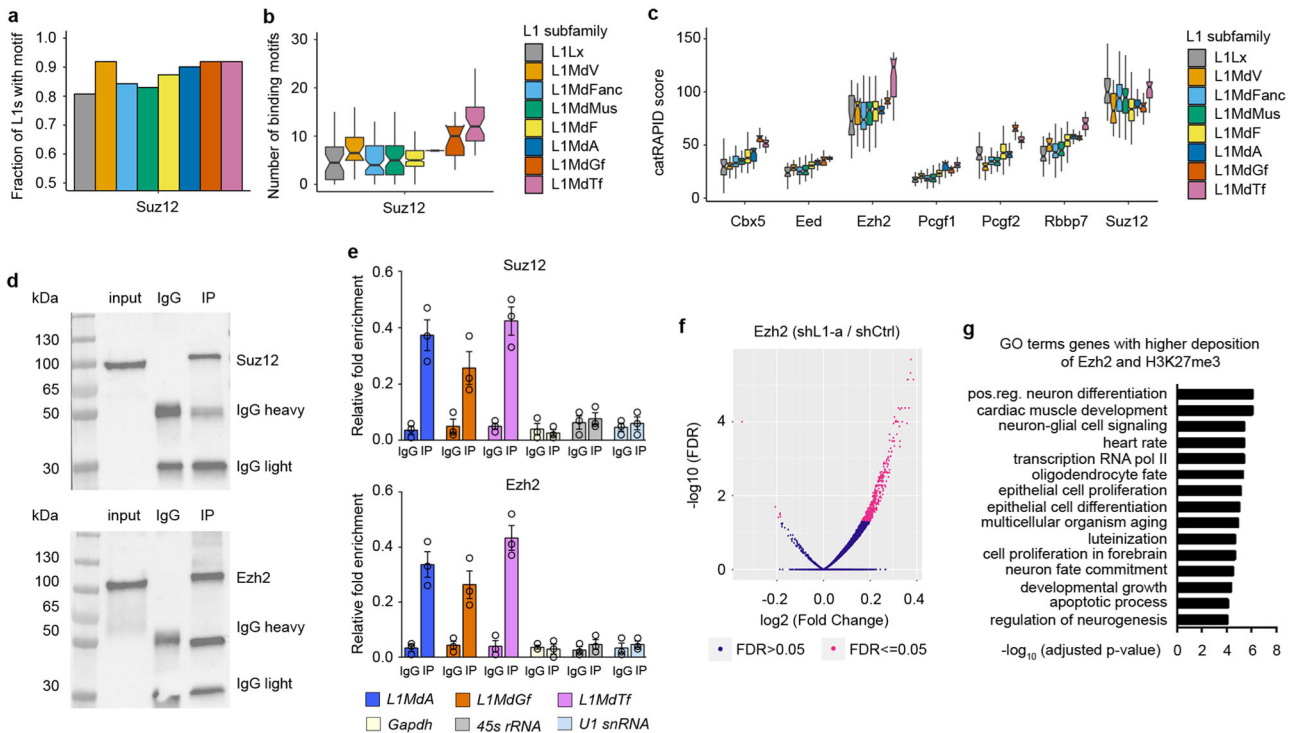 a
1.0
0.9
0.8
0.7
0.6
0.5
Fraction of L1s with motif
Suz12
b
30
20
10
0
Number of binding motifs
Suz12
L1 subfamily
L1Lx
L1MdV
L1MdFanc
L1MdMus
L1MdF
L1MdA
L1MdGf
L1MdTf
c
150
100
50
0
catRAPID score
Cbx5 Eed Ezh2 Pcgf1 Pcgf2 Rbbp7 Suz12
L1 subfamily
L1Lx
L1MdV
L1MdFanc
L1MdMus
L1MdF
L1MdA
L1MdGf
L1MdTf
d
kDa input IgG IP
130
100
65
50
30
Suz12
IgG heavy
IgG light
kDa input IgG IP
130
100
65
50
30
Ezh2
IgG heavy
IgG light
e
Suz12
0.6
0.4
0.2
0.0
Relative fold enrichment
IgG IP IgG IP IgG IP IgG IP IgG IP IgG IP
Ezh2
0.6
0.4
0.2
0.0
Relative fold enrichment
IgG IP IgG IP IgG IP IgG IP IgG IP IgG IP
L1MdA L1MdGf L1MdTf
Gapdh 45s rRNA U1 snRNA
f
Ezh2 (shL1-a / shCtrl)
6
4
2
0
-log10 (FDR)
-0.2 0.0 0.2 0.4
log2 (Fold Change)
FDR>0.05 FDR<=0.05
g
GO terms genes with higher deposition
of Ezh2 and H3K27me3
pos.reg. neuron differentiation
cardiac muscle development
neuron-glial cell signaling
heart rate
transcription RNA pol II
oligodendrocyte fate
epithelial cell proliferation
epithelial cell differentiation
multicellular organism aging
luteinization
cell proliferation in forebrain
neuron fate commitment
developmental growth
apoptotic process
regulation of neurogenesis
-log10 (adjusted p-value) 0 2 4 6 8